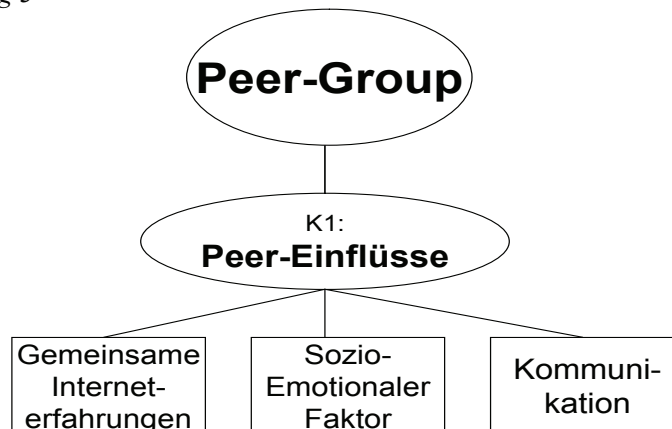 Peer-Group
K1:
Peer-Einflüsse
Gemeinsame
Internet-
erfahrungen
Sozio-
Emotionaler
Faktor
Kommuni-
kation